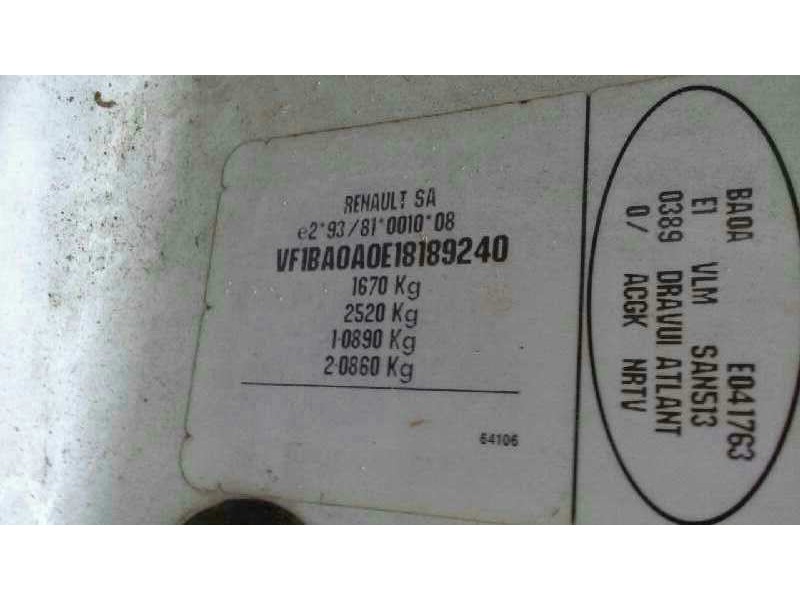 RENAULT SA
e2*93/81*0010*08
VF1BA0A0E18189240
1670 Kg
2520 Kg
1-0890 Kg
2-0860 Kg
64106
BA0A E041763
E1 VLM SAN513
0389 DRAVUI ATLANT
0/ ACGK NRTV